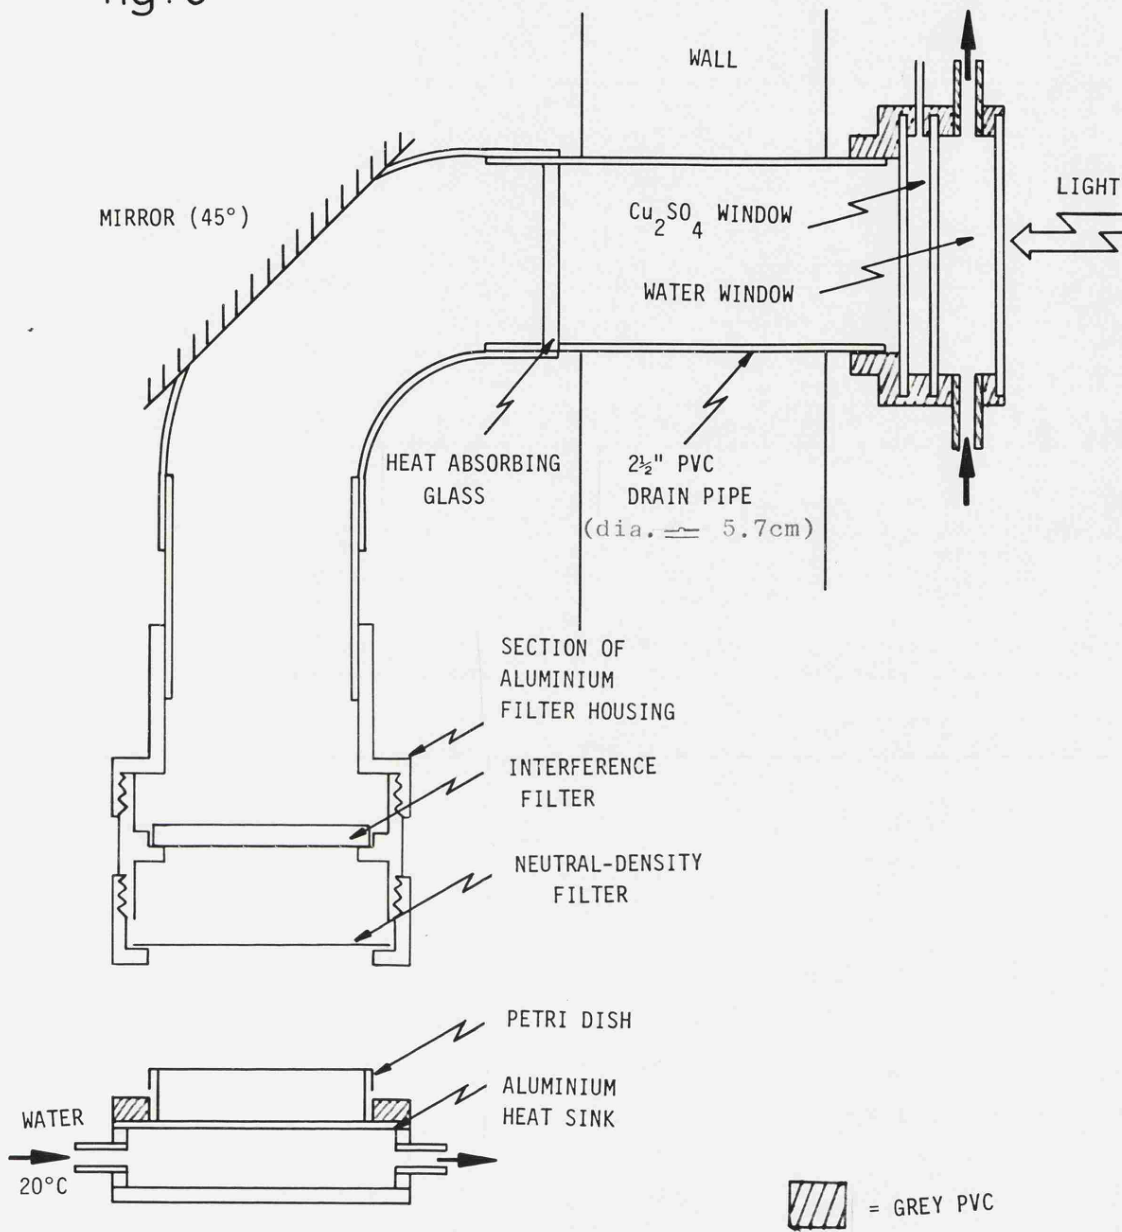 WALL
LIGHT
MIRROR (45°)
Cu₂SO₄ WINDOW
WATER WINDOW
HEAT ABSORBING
GLASS
2½" PVC
DRAIN PIPE
(dia. ≏ 5.7cm)
SECTION OF
ALUMINIUM
FILTER HOUSING
INTERFERENCE
FILTER
NEUTRAL-DENSITY
FILTER
PETRI DISH
ALUMINIUM
HEAT SINK
WATER
20°C
= GREY PVC